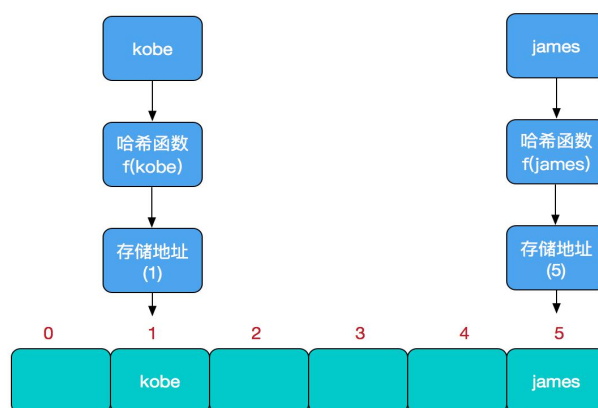 kobe
james
哈希函数
f(kobe)
哈希函数
f(james)
存储地址
(1)
存储地址
(5)
0 1 2 3 4 5
kobe james